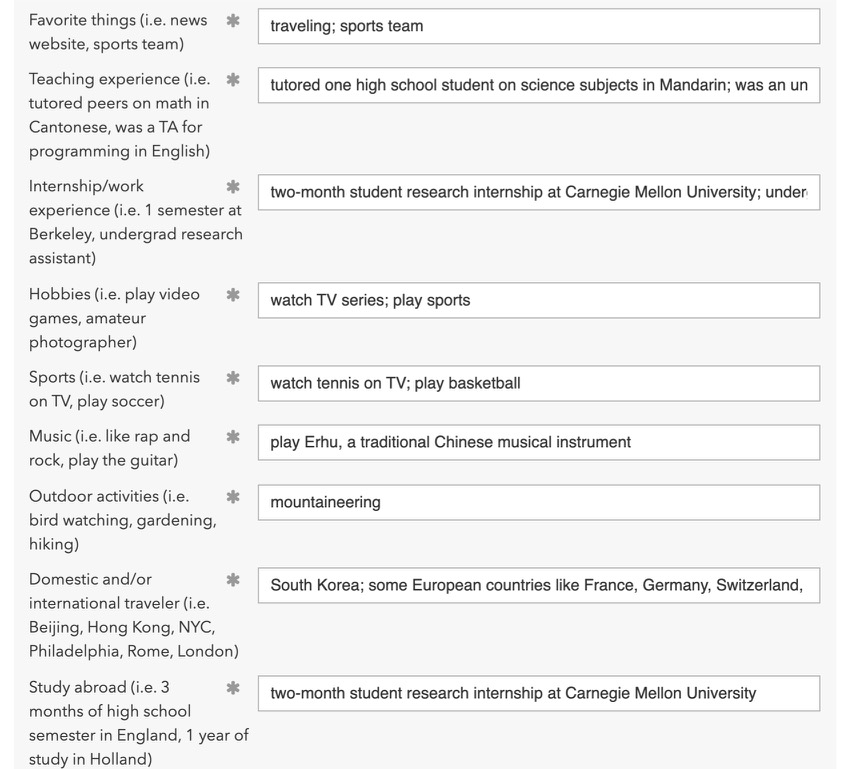 Favorite things (i.e. news ✱ traveling; sports team
website, sports team)
Teaching experience (i.e. ✱ tutored one high school student on science subjects in Mandarin; was an un
tutored peers on math in
Cantonese, was a TA for
programming in English)
Internship/work ✱ two-month student research internship at Carnegie Mellon University; under
experience (i.e. 1 semester at
Berkeley, undergrad research
assistant)
Hobbies (i.e. play video ✱ watch TV series; play sports
games, amateur
photographer)
Sports (i.e. watch tennis ✱ watch tennis on TV; play basketball
on TV, play soccer)
Music (i.e. like rap and ✱ play Erhu, a traditional Chinese musical instrument
rock, play the guitar)
Outdoor activities (i.e. ✱ mountaineering
bird watching, gardening,
hiking)
Domestic and/or ✱ South Korea; some European countries like France, Germany, Switzerland,
international traveler (i.e.
Beijing, Hong Kong, NYC,
Philadelphia, Rome, London)
Study abroad (i.e. 3 ✱ two-month student research internship at Carnegie Mellon University
months of high school
semester in England, 1 year of
study in Holland)